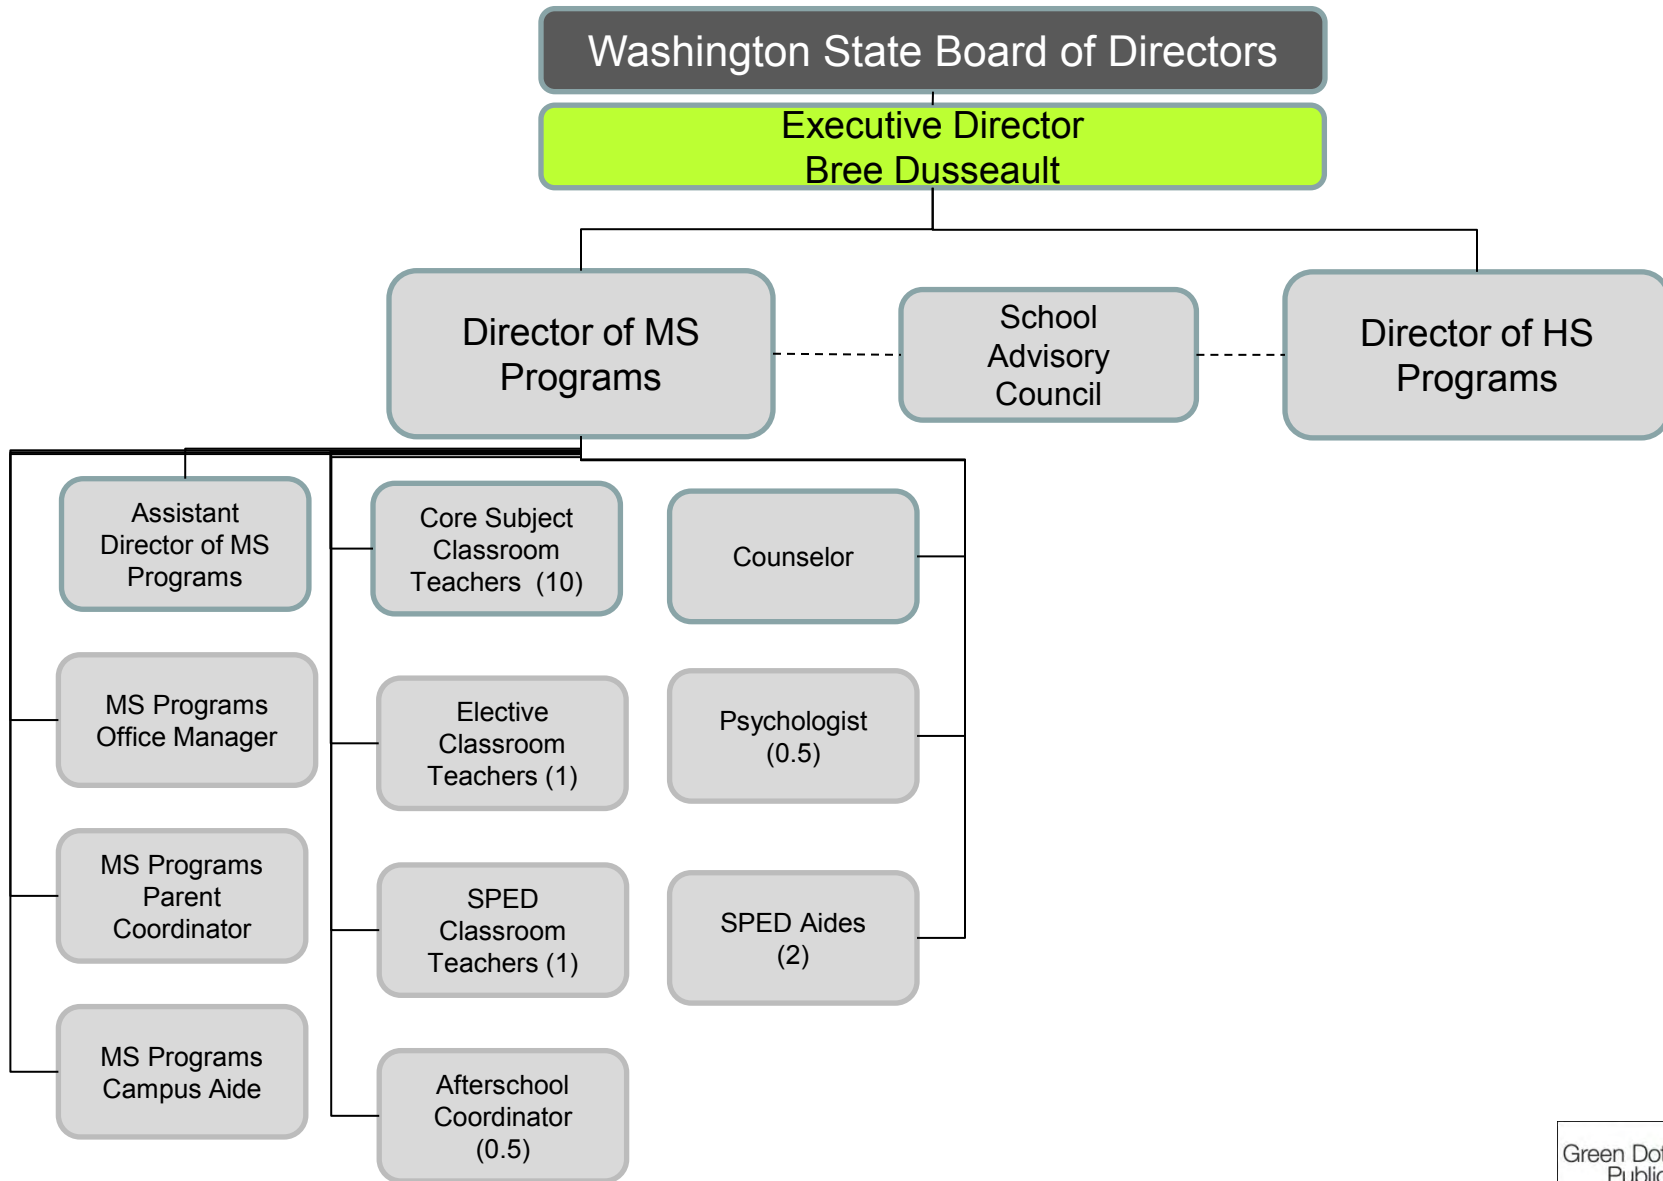 Washington State Board of Directors
Executive Director
Bree Dusseault
Director of MS
Programs
School
Advisory
Council
Director of HS
Programs
Assistant
Director of MS
Programs
Core Subject
Classroom
Teachers (10)
Counselor
MS Programs
Office Manager
Elective
Classroom
Teachers (1)
Psychologist
(0.5)
MS Programs
Parent
Coordinator
SPED
Classroom
Teachers (1)
SPED Aides
(2)
MS Programs
Campus Aide
Afterschool
Coordinator
(0.5)
Green Dot
Public